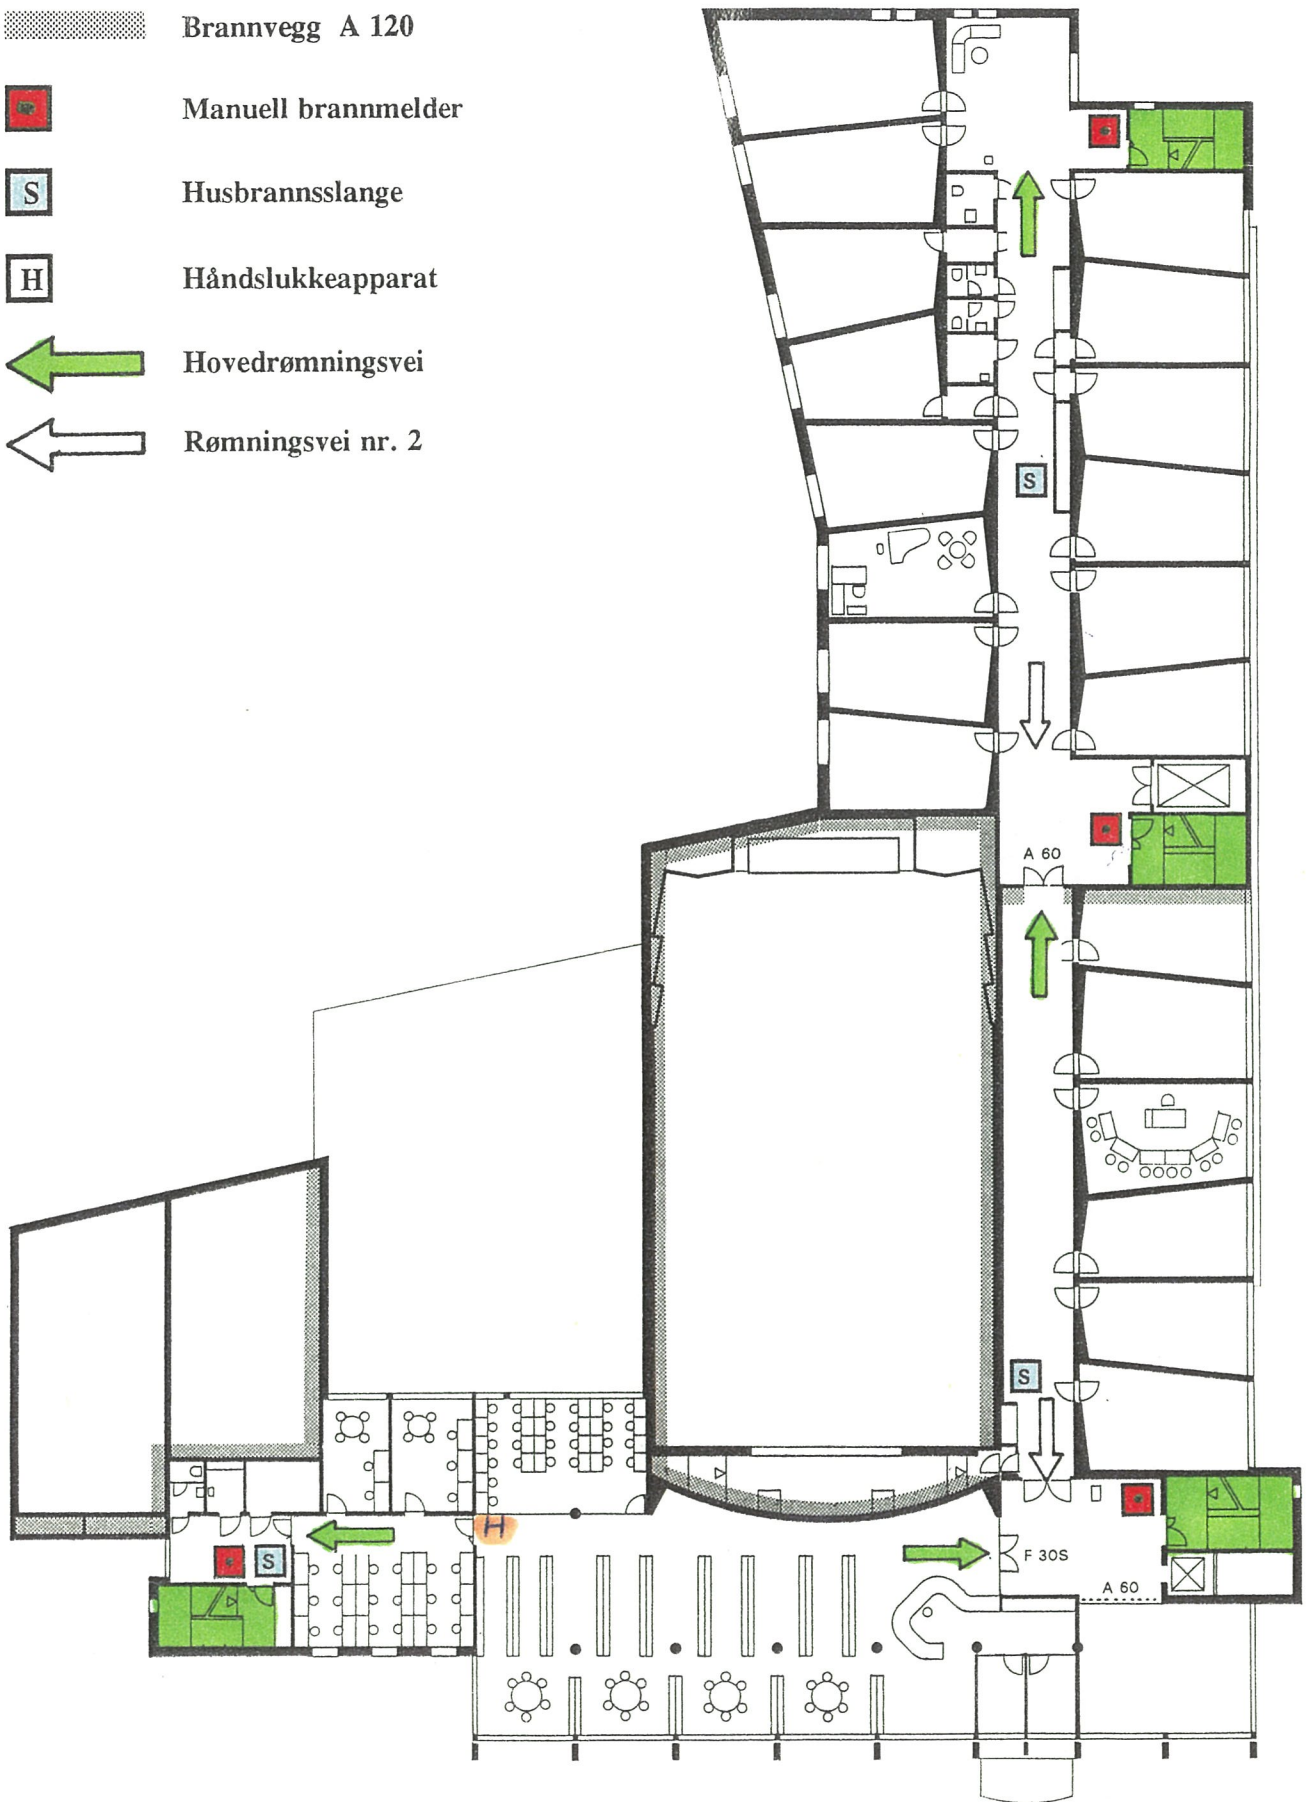 Brannvegg A 120
Manuell brannmelder
S Husbrannsslange
H Håndslukkeapparat
Hovedrømningsvei
Rømningsvei nr. 2
S
A 60
S
H
S
F 30S
A 60